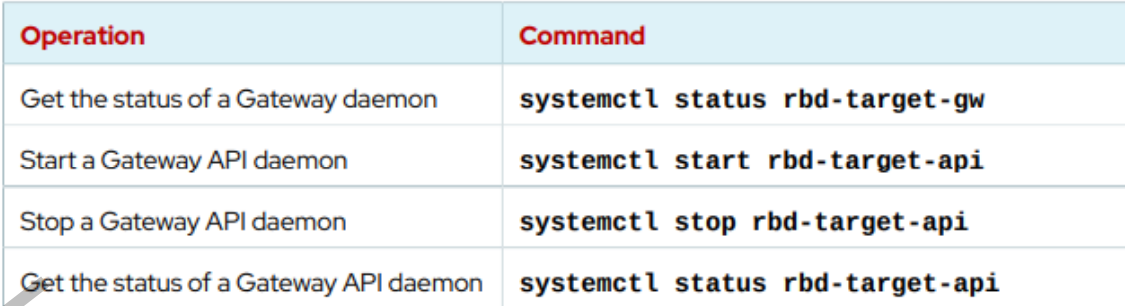 Operation Command
Get the status of a Gateway daemon systemctl status rbd-target-gw
Start a Gateway API daemon systemctl start rbd-target-api
Stop a Gateway API daemon systemctl stop rbd-target-api
Get the status of a Gateway API daemon systemctl status rbd-target-api